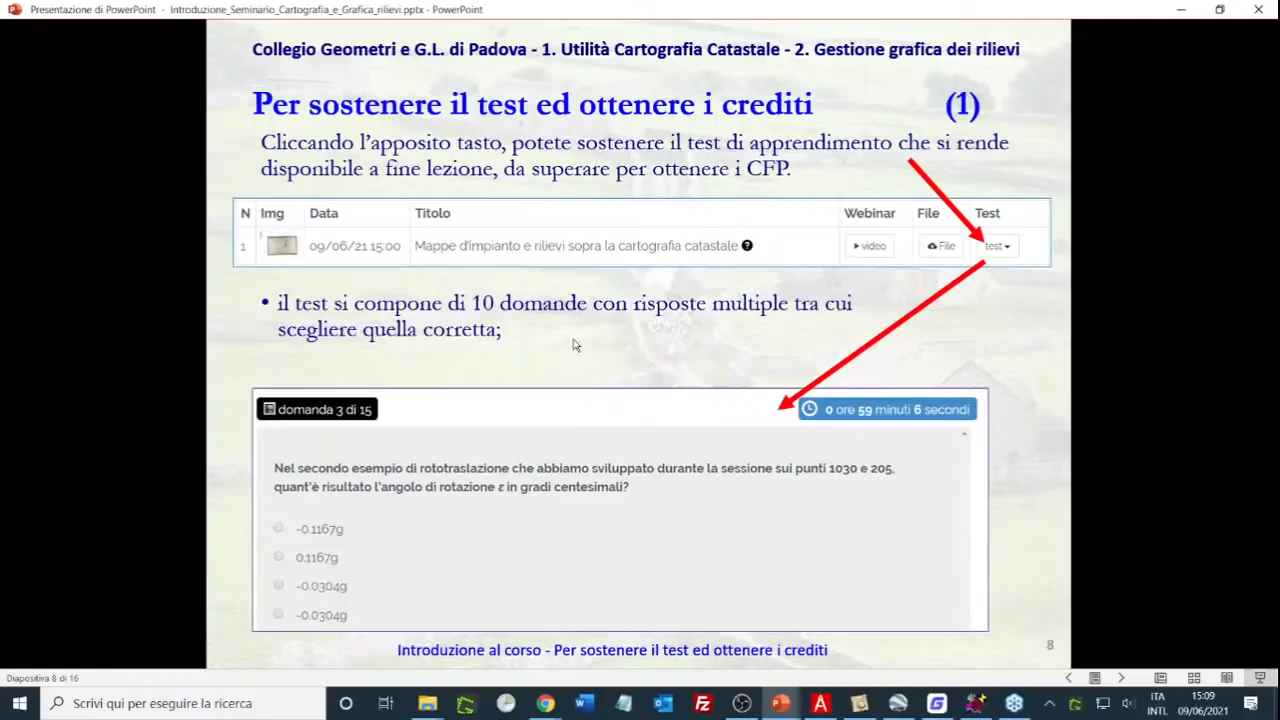 Presentazione di PowerPoint - Introduzione_Seminario_Cartografia_e_Grafica_rilievi.pptx - PowerPoint
Collegio Geometri e G.L. di Padova - 1. Utilità Cartografia Catastale - 2. Gestione grafica dei rilievi
Per sostenere il test ed ottenere i crediti (1)
Cliccando l'apposito tasto, potete sostenere il test di apprendimento che si rende
disponibile a fine lezione, da superare per ottenere i CFP.
N Img Data Titolo Webinar File Test
1 09/06/21 15:00 Mappe d'impianto e rilievi sopra la cartografia catastale ? video File test
• il test si compone di 10 domande con risposte multiple tra cui
scegliere quella corretta;
domanda 3 di 15 0 ore 59 minuti 6 secondi
Nel secondo esempio di rototraslazione che abbiamo sviluppato durante la sessione sui punti 1030 e 205,
quant'è risultato l'angolo di rotazione ε in gradi centesimali?
-0.1167g
0.1167g
-0.0304g
-0.0304g
Introduzione al corso - Per sostenere il test ed ottenere i crediti
8
Diapositiva 8 di 16
Scrivi qui per eseguire la ricerca
ITA 15:09
INTL 09/06/2021